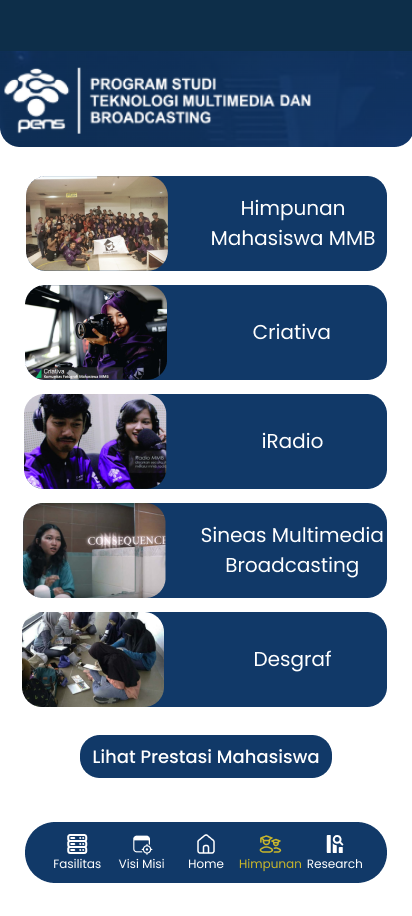 pens
PROGRAM STUDI
TEKNOLOGI MULTIMEDIA DAN
BROADCASTING
Himpunan
Mahasiswa MMB
Criativa
Criativa
Komunitas Fotografi Mahasiswa MMB
iRadio
iRadio MMB
Sineas Multimedia
Broadcasting
CONSEQUENCE
Desgraf
Lihat Prestasi Mahasiswa
Fasilitas
Visi Misi
Home
Himpunan
Research